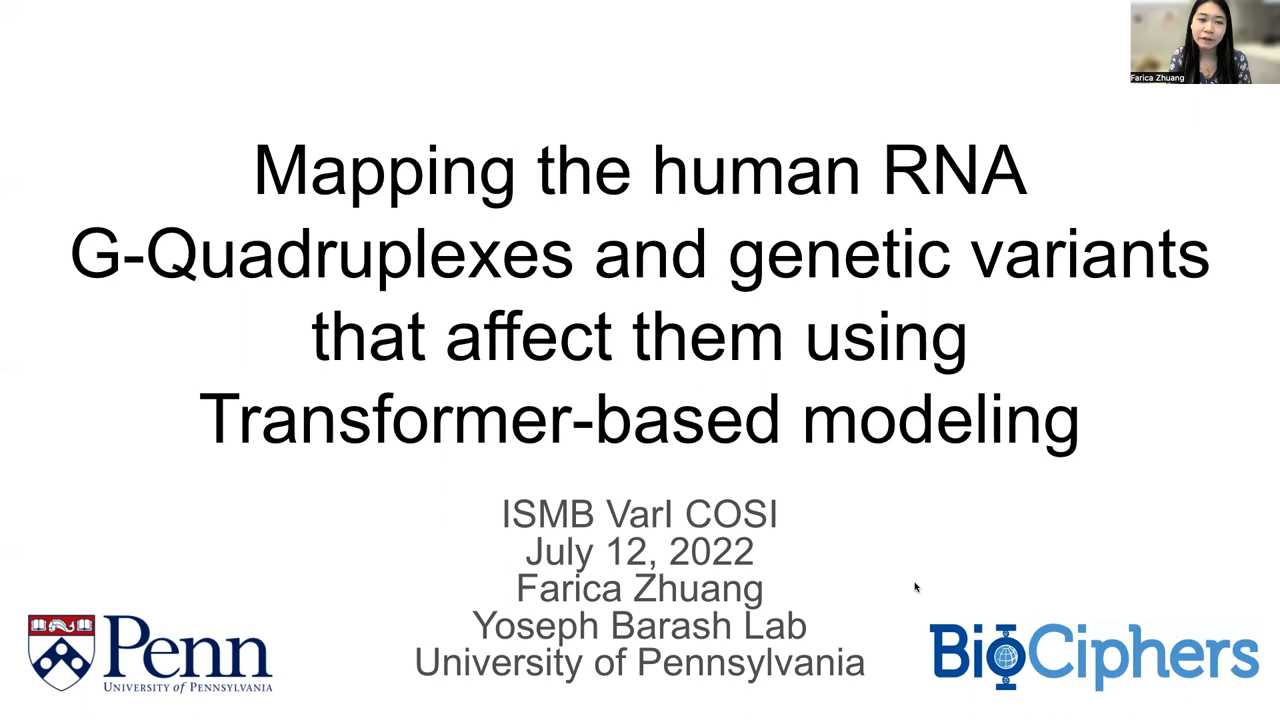 Farica Zhuang
Mapping the human RNA
G-Quadruplexes and genetic variants
that affect them using
Transformer-based modeling
ISMB VarI COSI
July 12, 2022
Farica Zhuang
Yoseph Barash Lab
University of Pennsylvania
Penn
UNIVERSITY of PENNSYLVANIA
BioCiphers